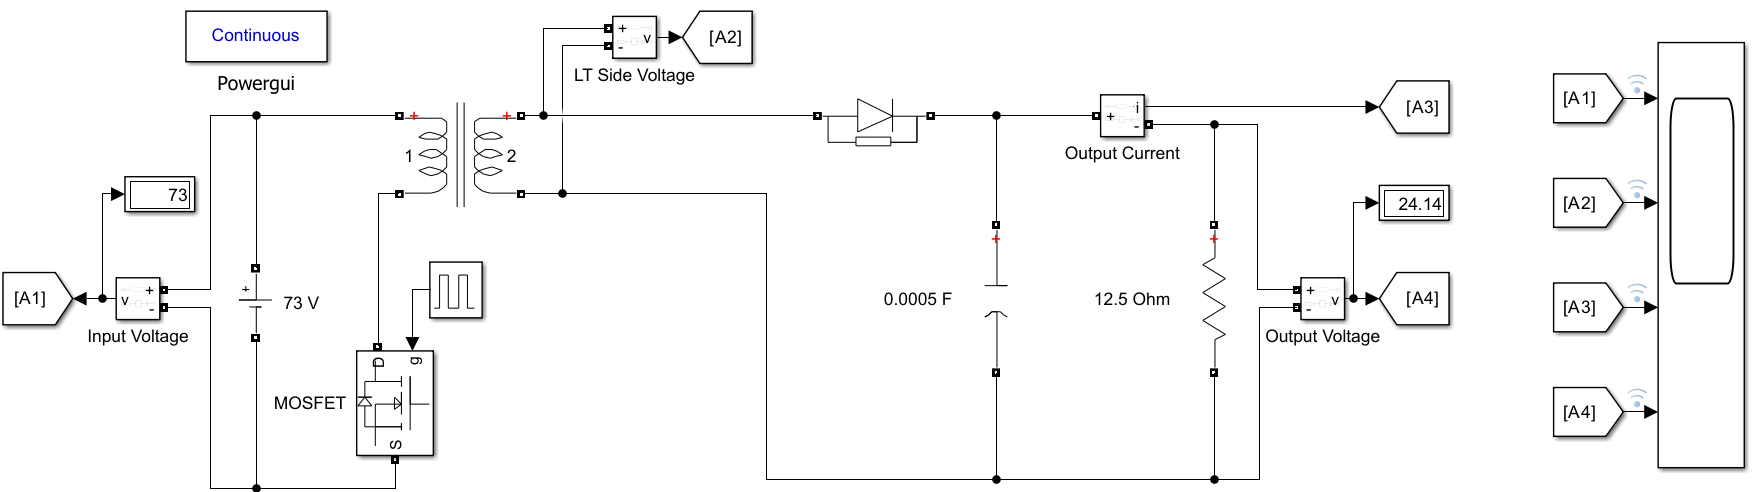 Continuous
Powergui
+
-
v
[A2]
LT Side Voltage
+
+
1
2
i
+
-
[A3]
Output Current
73
24.14
[A1]
v
+
-
Input Voltage
+
73 V
D
g
MOSFET
S
+
0.0005 F
+
12.5 Ohm
+
-
v
[A4]
Output Voltage
[A1]
[A2]
[A3]
[A4]